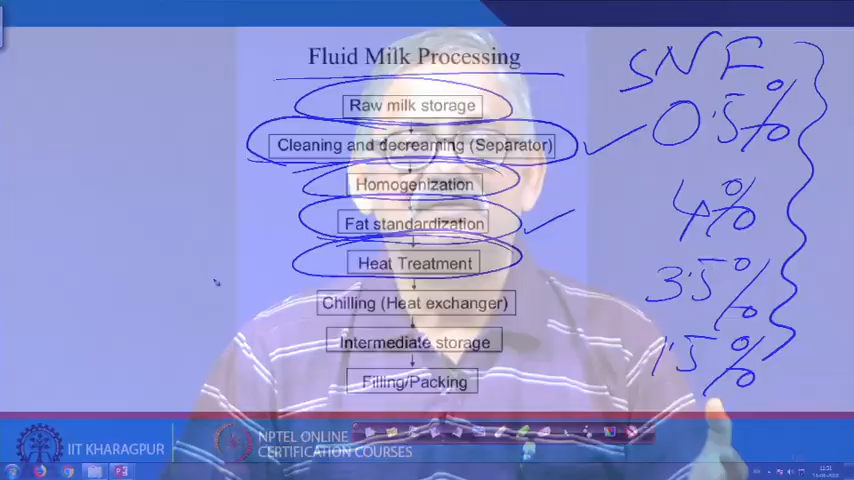 Fluid Milk Processing
Raw milk storage
Cleaning and decreaming (Separator)
Homogenization
Fat standardization
Heat Treatment
Chilling (Heat exchanger)
Intermediate storage
Filling/Packing
SNF
0.5%
4%
3.5%
1.5%
IIT KHARAGPUR
NPTEL ONLINE
CERTIFICATION COURSES